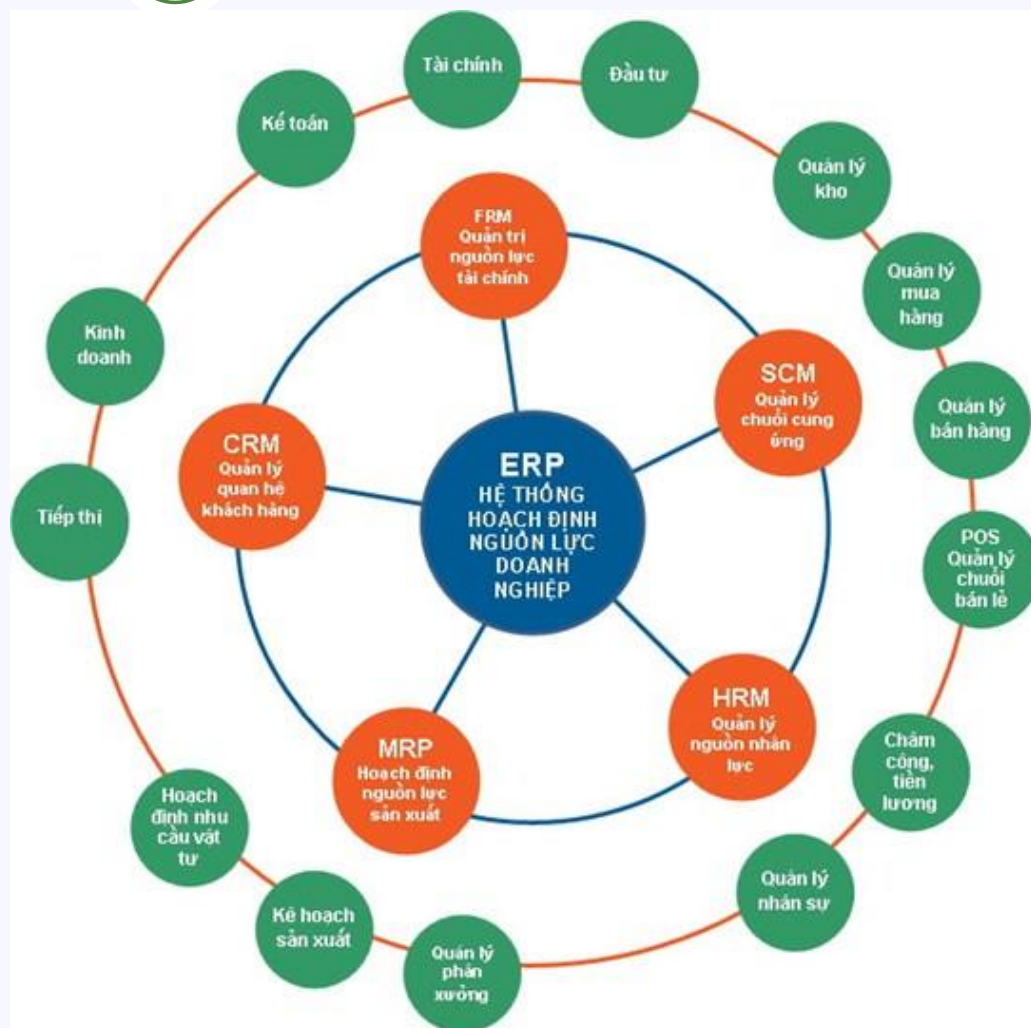 Tài chính
Đầu tư
Kế toán
Quản lý
kho
Quản lý
mua
hàng
Quản lý
bán hàng
POS
Quản lý
chuỗi
bán lẻ
Chấm
công,
tiền
lương
Quản lý
nhân sự
Quản lý
phân
xưởng
Kế hoạch
sản xuất
Hoạch
định nhu
cầu vật
tư
Tiếp thị
Kinh
doanh
FRM
Quản trị
nguồn lực
tài chính
SCM
Quản lý
chuỗi cung
ứng
HRM
Quản lý
nguồn nhân
lực
MRP
Hoạch định
nguồn lực
sản xuất
CRM
Quản lý
quan hệ
khách hàng
ERP
HỆ THỐNG
HOẠCH ĐỊNH
NGUỒN LỰC
DOANH
NGHIỆP